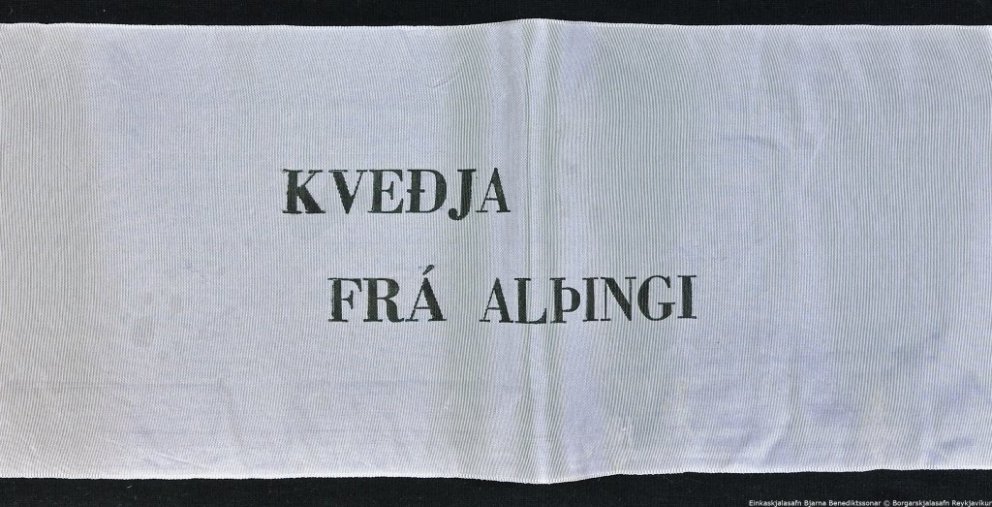 KVEÐJA
FRÁ ALÞINGI
Einkaskjalasafn Bjarna Benediktssonar © Borgarskjalasafn Reykjavíkur